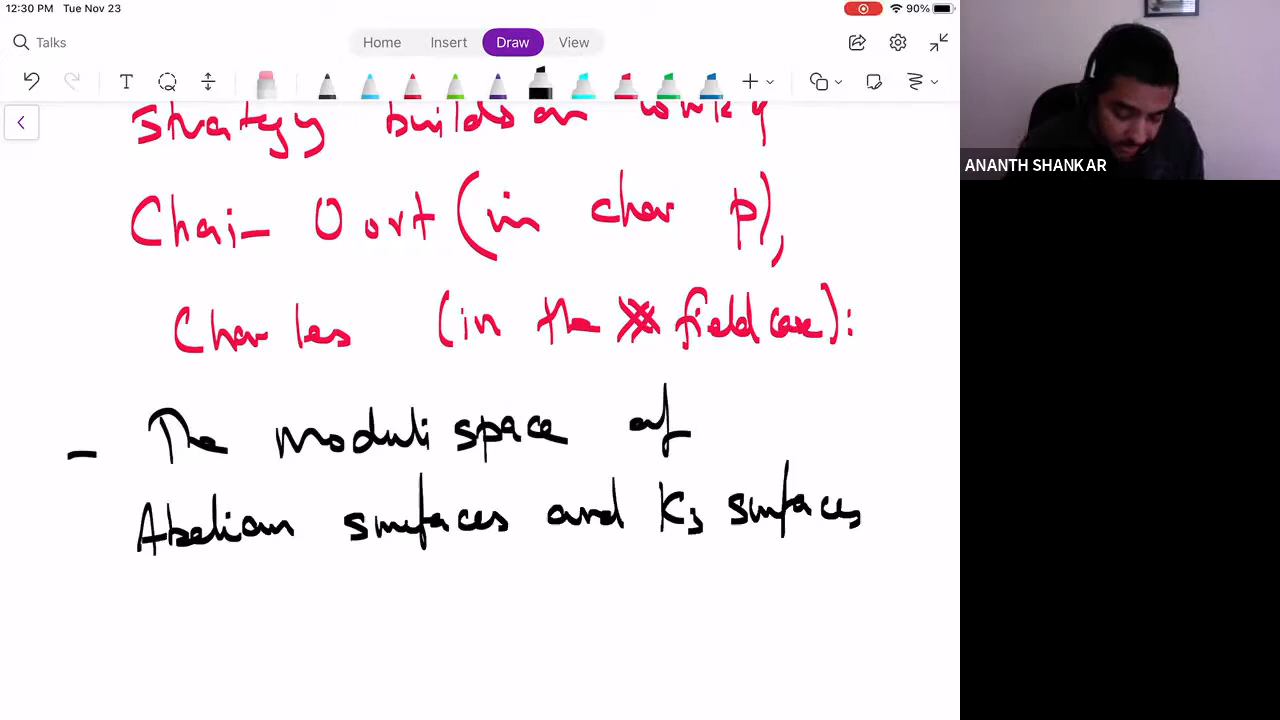 12:30 PM Tue Nov 23
90%
Talks
Home Insert Draw View
T
strategy builds on work of
Chai- Oort (in char p),
Charles (in the field case):
- The moduli space of
Abelian surfaces and K3 surfaces
ANANTH SHANKAR